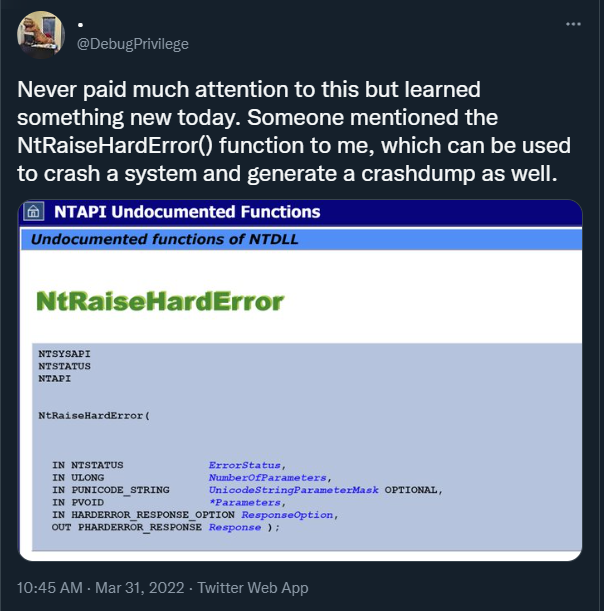 .
@DebugPrivilege
Never paid much attention to this but learned
something new today. Someone mentioned the
NtRaiseHardError() function to me, which can be used
to crash a system and generate a crashdump as well.
NTAPI Undocumented Functions
Undocumented functions of NTDLL
NtRaiseHardError
NTSYSAPI
NTSTATUS
NTAPI
NtRaiseHardError(
IN NTSTATUS ErrorStatus,
IN ULONG NumberOfParameters,
IN PUNICODE_STRING UnicodeStringParameterMask OPTIONAL,
IN PVOID *Parameters,
IN HARDERROR_RESPONSE_OPTION ResponseOption,
OUT PHARDERROR_RESPONSE Response );
10:45 AM · Mar 31, 2022 · Twitter Web App